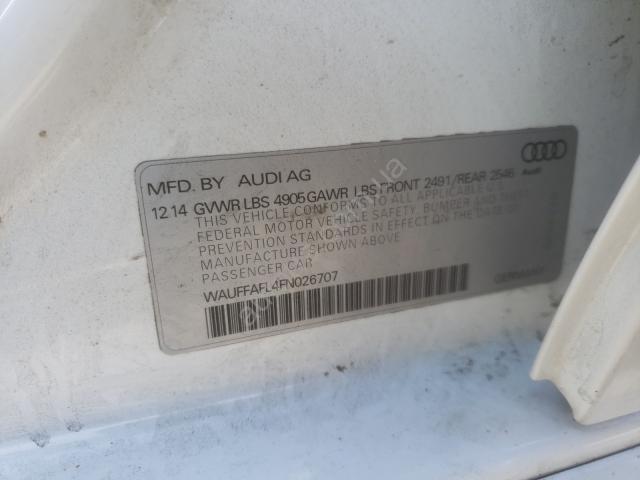 MFD. BY AUDI AG
12.14 GVWR LBS 4905 GAWR LBS FRONT 2491/REAR 2546
THIS VEHICLE CONFORMS TO ALL APPLICABLE U.S.
FEDERAL MOTOR VEHICLE SAFETY, BUMPER AND THEFT
PREVENTION STANDARDS IN EFFECT ON THE DATE OF
MANUFACTURE SHOWN ABOVE.
PASSENGER CAR
WAUFFAFL4FN026707
Audi
GERMANY